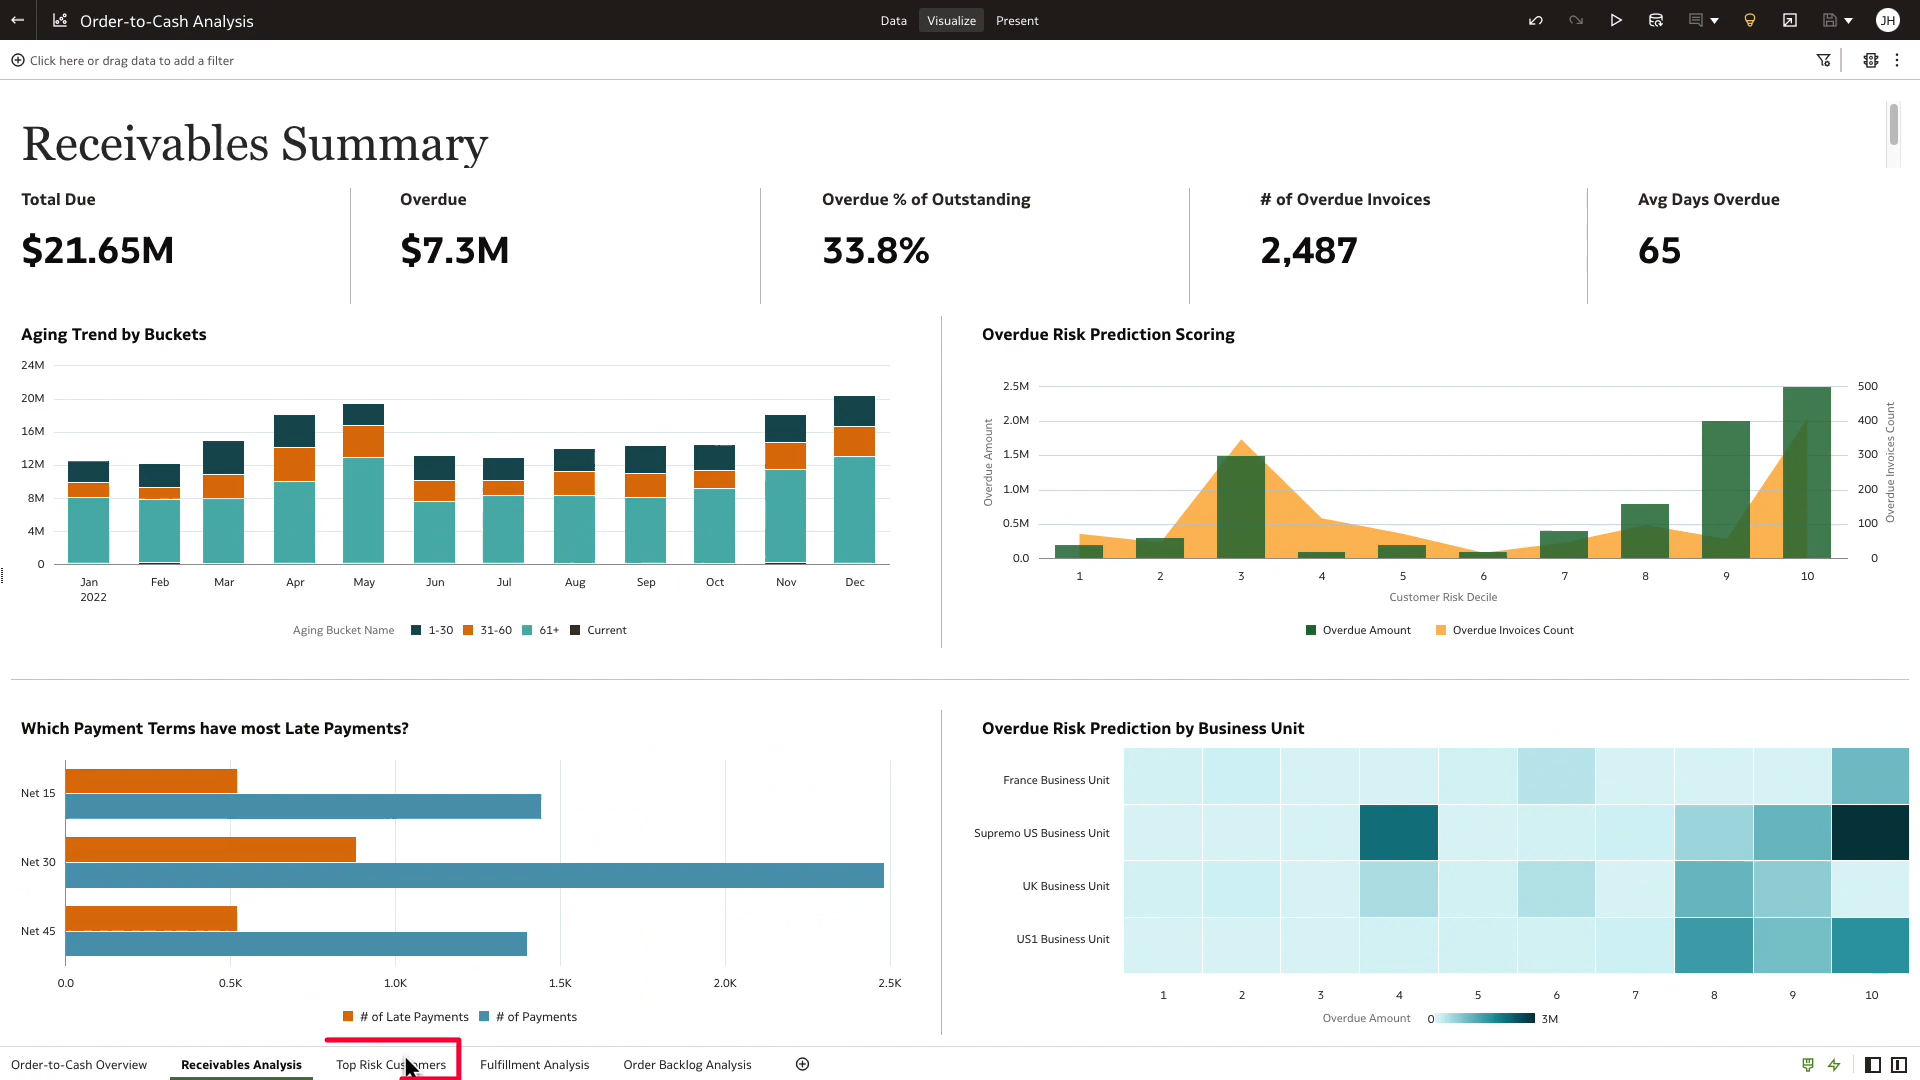 Order-to-Cash Analysis
Data Visualize Present
JH
Click here or drag data to add a filter
Receivables Summary
Total Due
$21.65M
Overdue
$7.3M
Overdue % of Outstanding
33.8%
# of Overdue Invoices
2,487
Avg Days Overdue
65
Aging Trend by Buckets
24M
20M
16M
12M
8M
4M
0
Jan Feb Mar Apr May Jun Jul Aug Sep Oct Nov Dec
2022
Aging Bucket Name 1-30 31-60 61+ Current
Overdue Risk Prediction Scoring
Overdue Amount
2.5M
2.0M
1.5M
1.0M
0.5M
0.0
500
400
300
200
100
0
Overdue Invoices Count
1 2 3 4 5 6 7 8 9 10
Customer Risk Decile
Overdue Amount Overdue Invoices Count
Which Payment Terms have most Late Payments?
Net 15
Net 30
Net 45
0.0 0.5K 1.0K 1.5K 2.0K 2.5K
# of Late Payments # of Payments
Overdue Risk Prediction by Business Unit
France Business Unit
Supremo US Business Unit
UK Business Unit
US1 Business Unit
1 2 3 4 5 6 7 8 9 10
Overdue Amount 0 3M
Order-to-Cash Overview Receivables Analysis Top Risk Customers Fulfillment Analysis Order Backlog Analysis